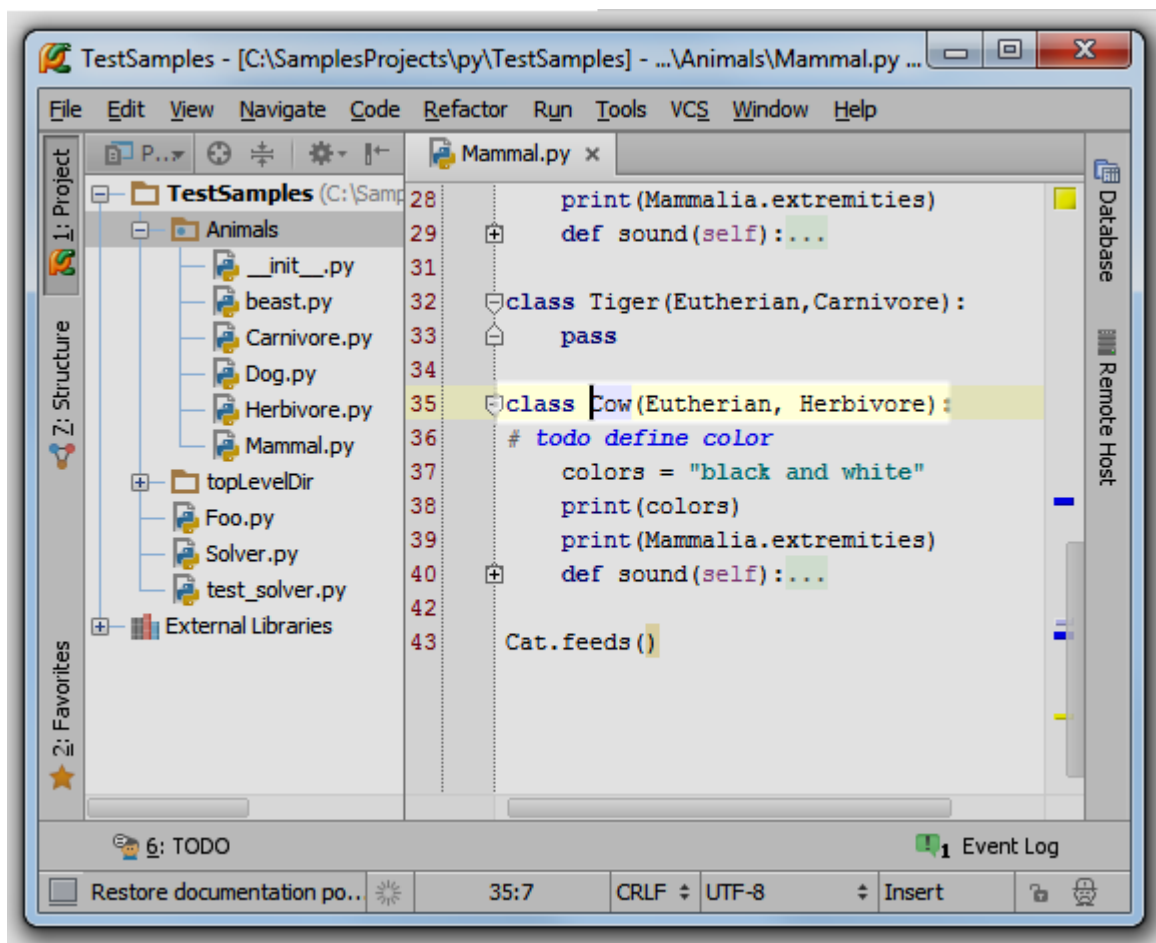 TestSamples - [C:\SamplesProjects\py\TestSamples] - ...\Animals\Mammal.py ...
File Edit View Navigate Code Refactor Run Tools VCS Window Help
1: Project
7: Structure
2: Favorites
P...
TestSamples (C:\Samp
Animals
__init__.py
beast.py
Carnivore.py
Dog.py
Herbivore.py
Mammal.py
topLevelDir
Foo.py
Solver.py
test_solver.py
External Libraries
Mammal.py
28 print(Mammalia.extremities)
29 def sound(self):...
31
32 class Tiger(Eutherian,Carnivore):
33 pass
34
35 class Cow(Eutherian, Herbivore):
36 # todo define color
37 colors = "black and white"
38 print(colors)
39 print(Mammalia.extremities)
40 def sound(self):...
42
43 Cat.feeds()
Database
Remote Host
6: TODO
1 Event Log
Restore documentation po... 35:7 CRLF UTF-8 Insert